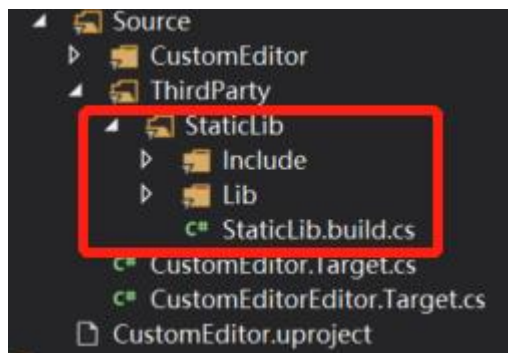 Source
CustomEditor
ThirdParty
StaticLib
Include
Lib
C# StaticLib.build.cs
C# CustomEditor.Target.cs
C# CustomEditorEditor.Target.cs
CustomEditor.uproject